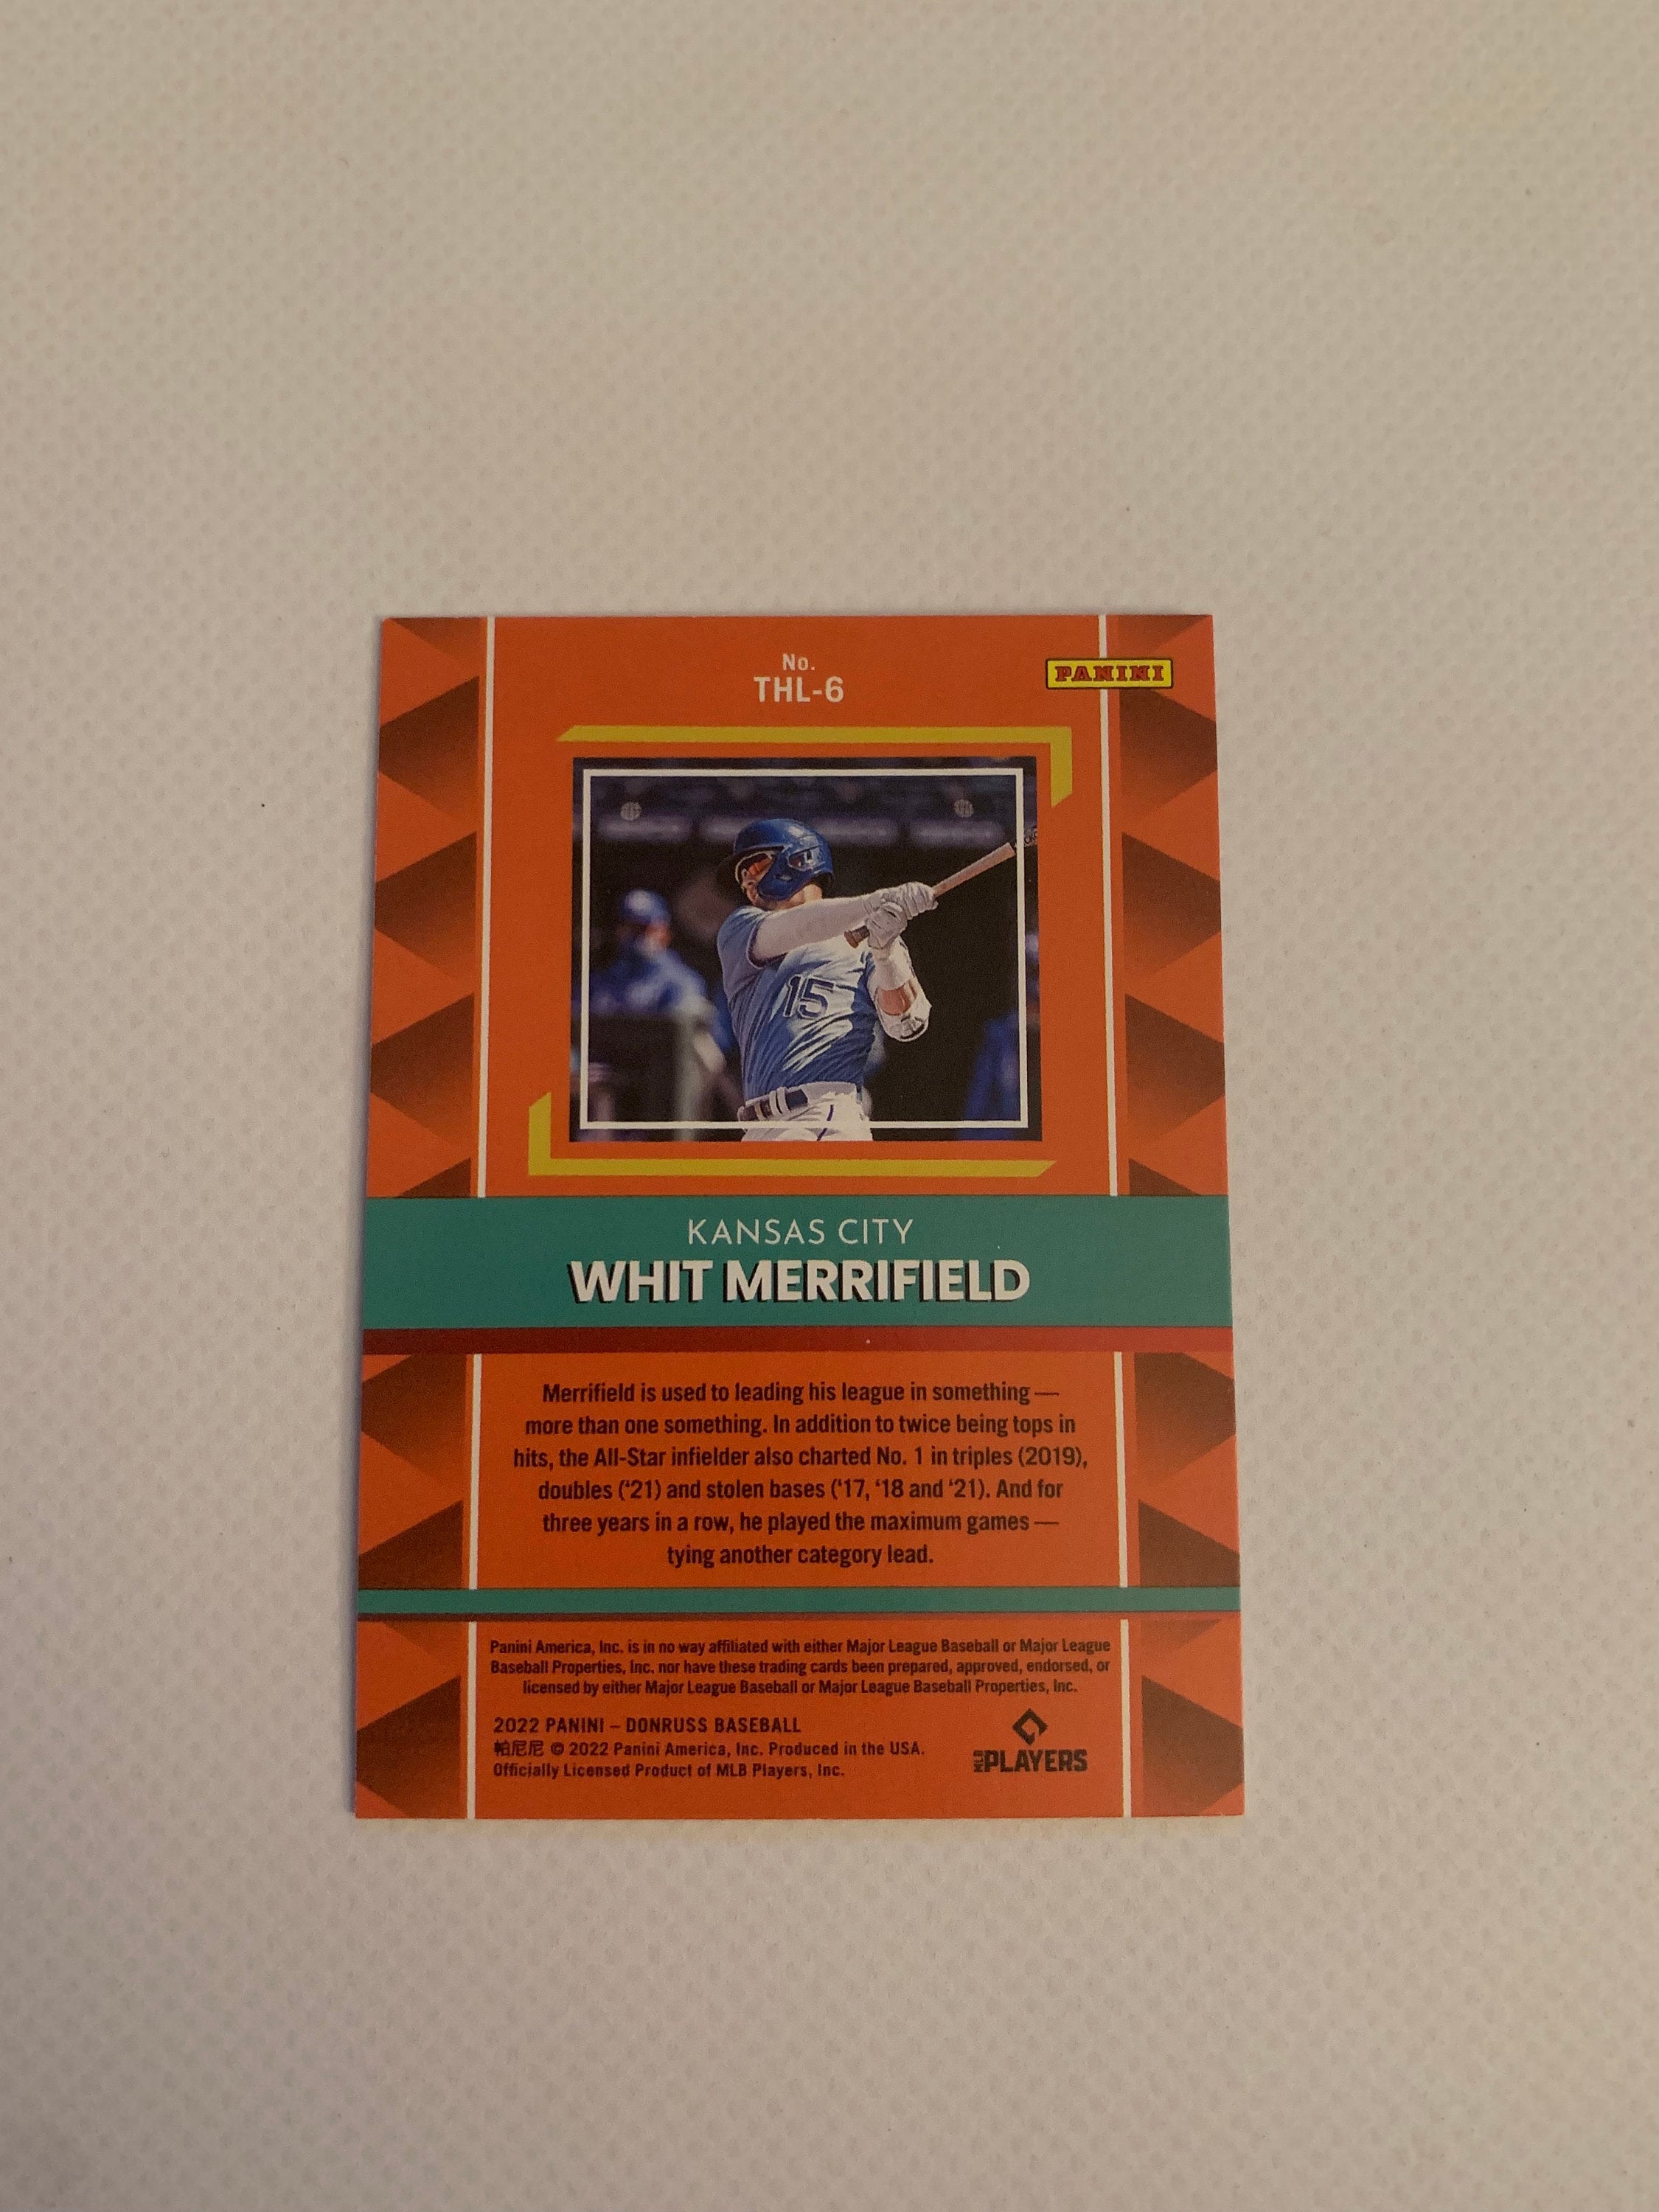 No.
THL-6
PANINI
15
KANSAS CITY
WHIT MERRIFIELD
Merrifield is used to leading his league in something —
more than one something. In addition to twice being tops in
hits, the All-Star infielder also charted No. 1 in triples (2019),
doubles (‘21) and stolen bases (‘17, ‘18 and ‘21). And for
three years in a row, he played the maximum games —
tying another category lead.
Panini America, Inc. is in no way affiliated with either Major League Baseball or Major League
Baseball Properties, Inc. nor have these trading cards been prepared, approved, endorsed, or
licensed by either Major League Baseball or Major League Baseball Properties, Inc.
2022 PANINI – DONRUSS BASEBALL
帕尼尼 © 2022 Panini America, Inc. Produced in the USA.
Officially Licensed Product of MLB Players, Inc.
MLB PLAYERS